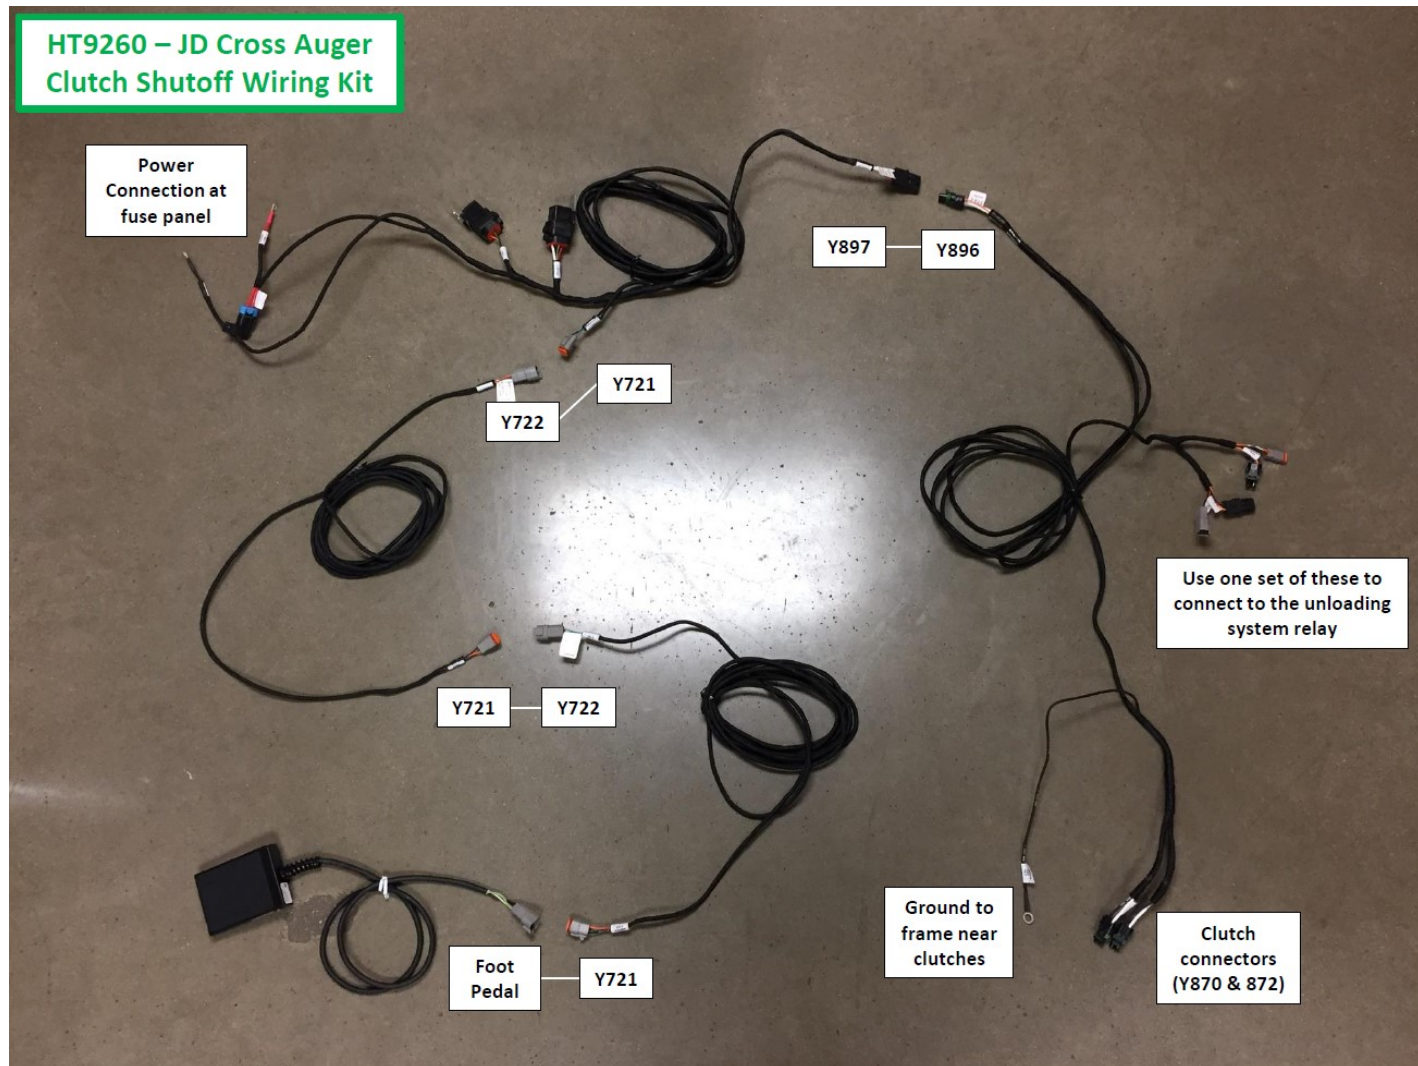 HT9260 – JD Cross Auger
Clutch Shutoff Wiring Kit
Power
Connection at
fuse panel
Y897
Y896
Y721
Y722
Use one set of these to
connect to the unloading
system relay
Y721
Y722
Ground to
frame near
clutches
Clutch
connectors
(Y870 & 872)
Foot
Pedal
Y721